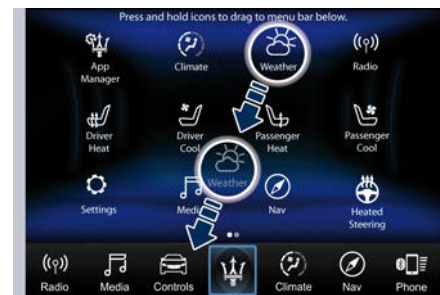 Press and hold icons to drag to menu bar below.
App
Manager
Climate
Weather
Radio
Driver
Heat
Driver
Cool
Passenger
Heat
Passenger
Cool
Weather
Settings
Media
Nav
Heated
Steering
Radio
Media
Controls
Climate
Nav
Phone